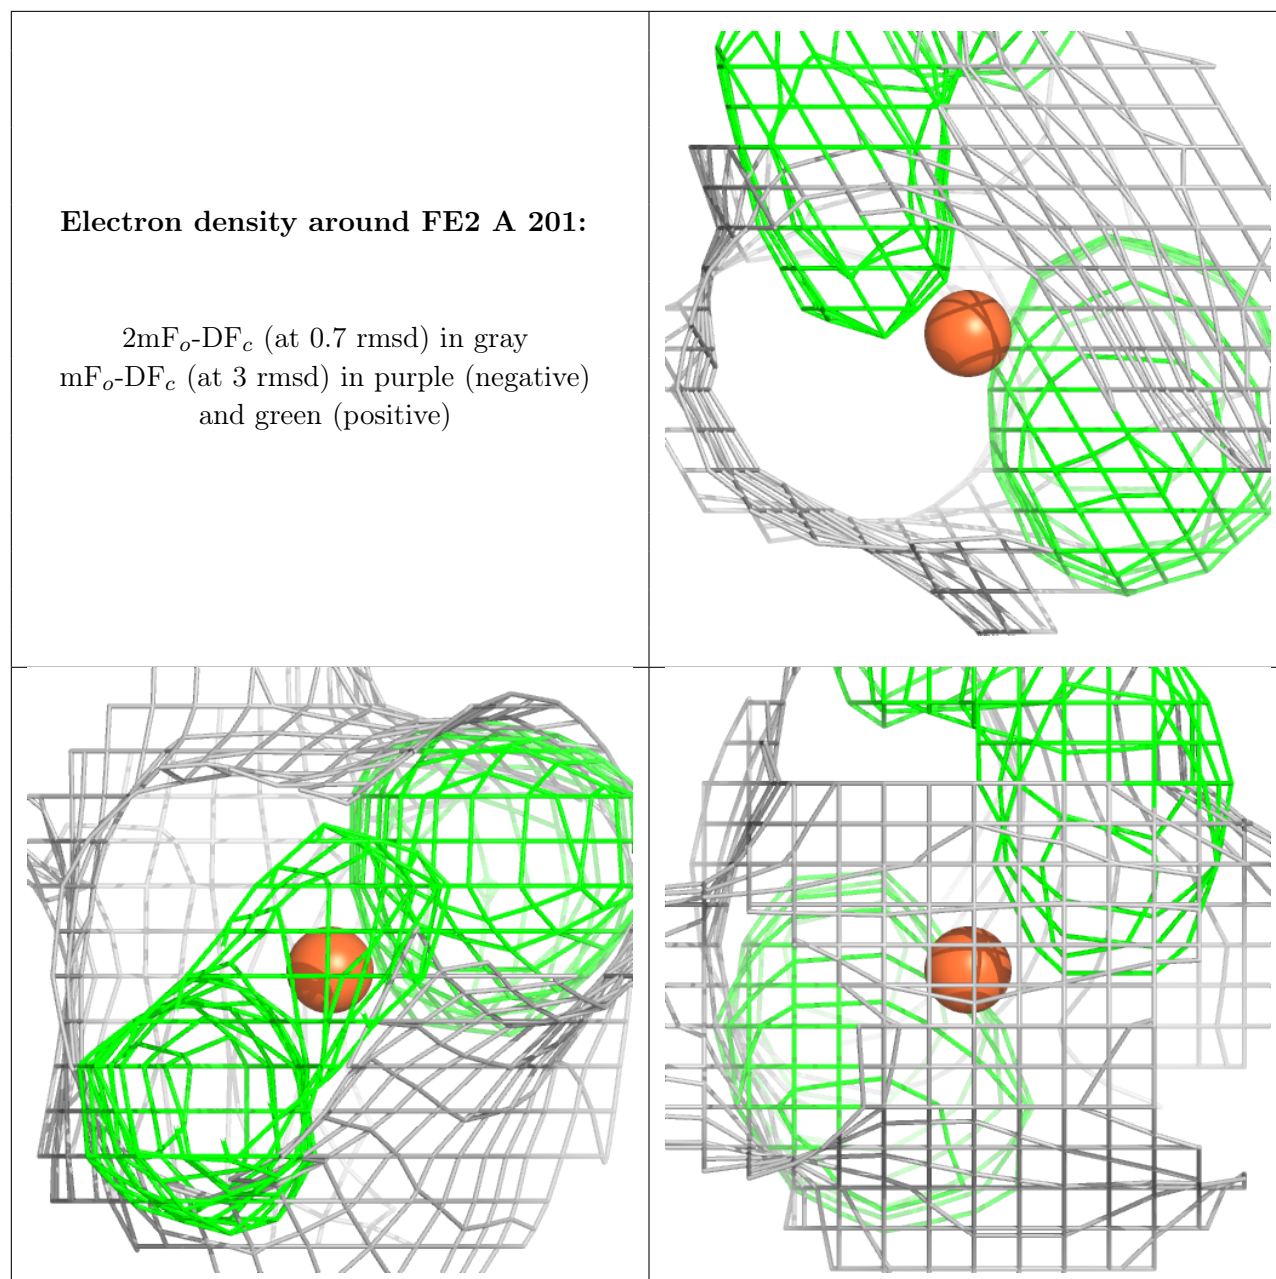 Electron density around FE2 A 201:
2mFo-DFc (at 0.7 rmsd) in gray
mFo-DFc (at 3 rmsd) in purple (negative)
and green (positive)